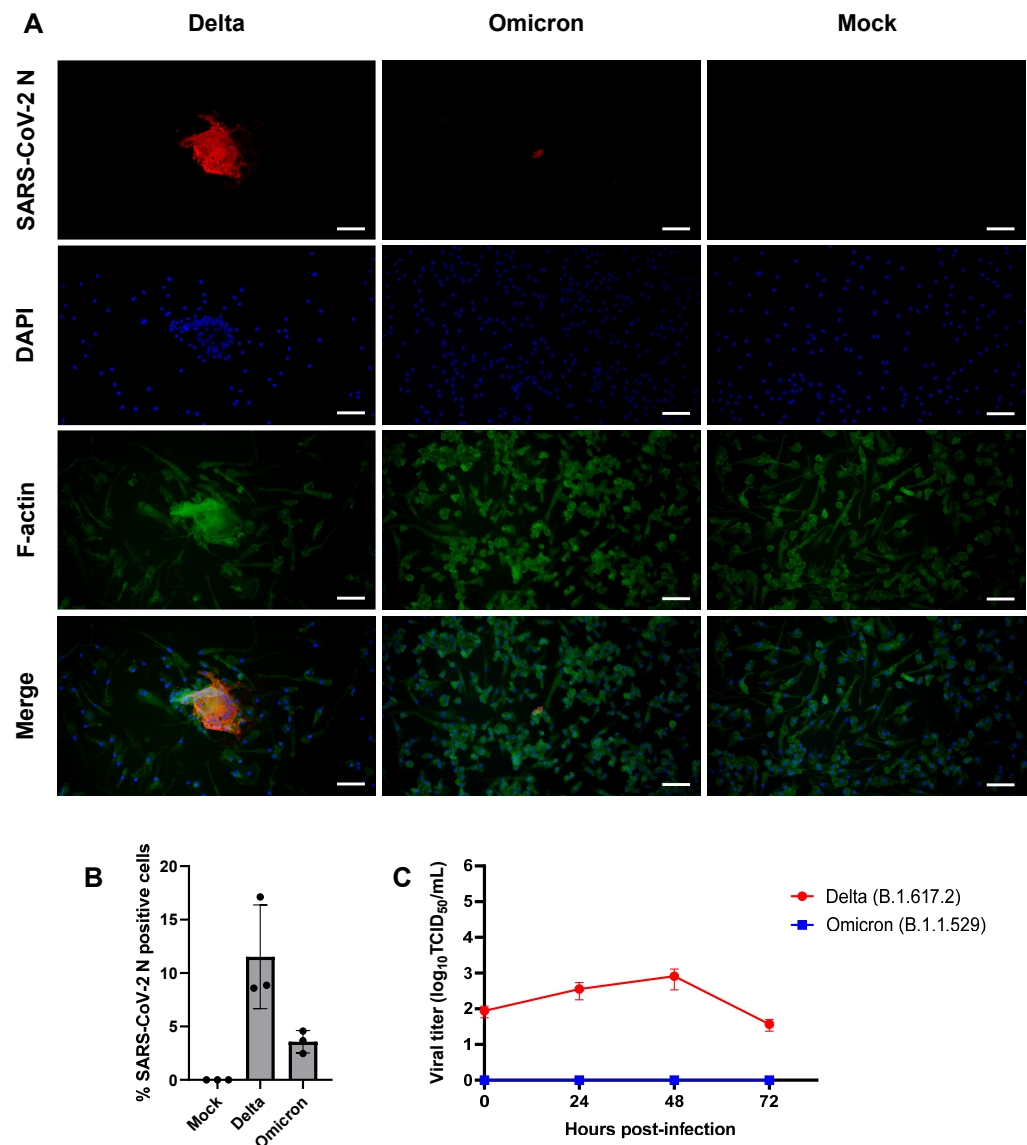 A
Delta
Omicron
Mock
SARS-CoV-2 N
DAPI
F-actin
Merge
B
% SARS-CoV-2 N positive cells
20
15
10
5
0
Mock
Delta
Omicron
C
Viral titer (log10TCID50/mL)
6
5
4
3
2
1
0
0
24
48
72
Hours post-infection
Delta (B.1.617.2)
Omicron (B.1.1.529)